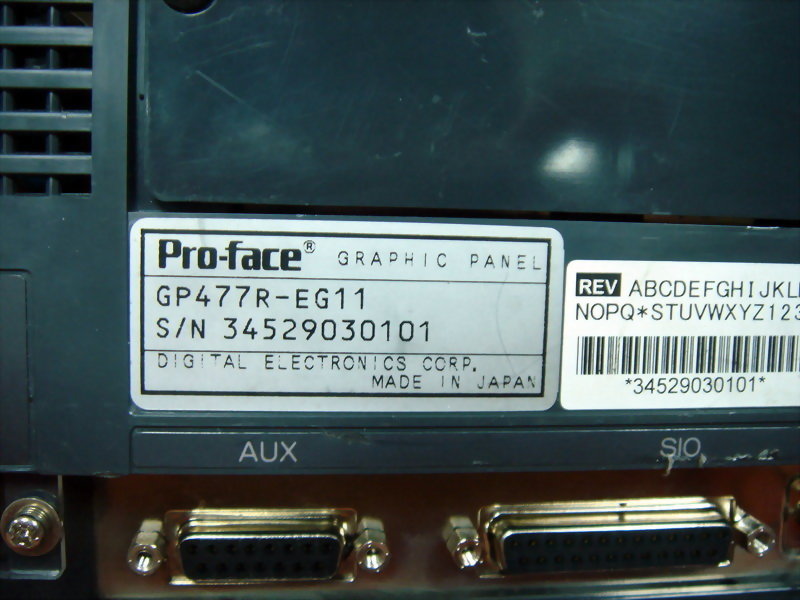 Pro-face® GRAPHIC PANEL
GP477R-EG11
S/N 34529030101
DIGITAL ELECTRONICS CORP.
MADE IN JAPAN
REV ABCDEFGHIJKL
NOPQ*STUVWXYZ123
*34529030101*
AUX
SIO